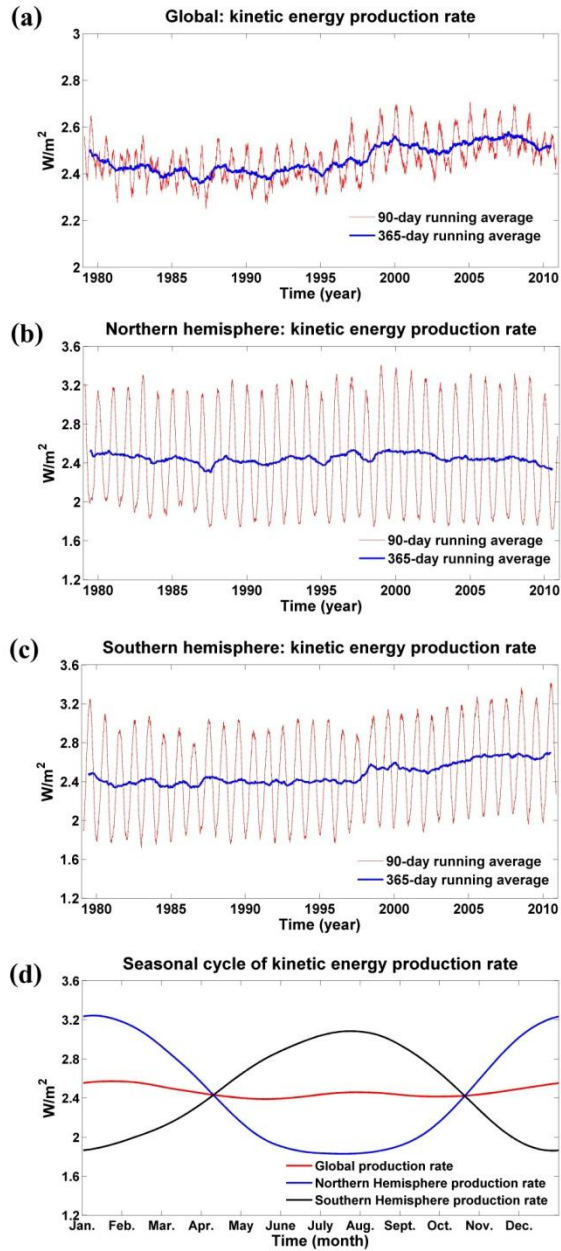 (a)
Global: kinetic energy production rate
3
2.8
2.6
2.4
2.2
2
W/m²
90-day running average
365-day running average
1980 1985 1990 1995 2000 2005 2010
Time (year)
(b)
Northern hemisphere: kinetic energy production rate
3.6
3.2
2.8
2.4
2
1.6
1.2
W/m²
90-day running average
365-day running average
1980 1985 1990 1995 2000 2005 2010
Time (year)
(c)
Southern hemisphere: kinetic energy production rate
3.6
3.2
2.8
2.4
2
1.6
1.2
W/m²
90-day running average
365-day running average
1980 1985 1990 1995 2000 2005 2010
Time (year)
(d)
Seasonal cycle of kinetic energy production rate
3.6
3.2
2.8
2.4
2
1.6
1.2
W/m²
Global production rate
Northern Hemisphere production rate
Southern Hemisphere production rate
Jan. Feb. Mar. Apr. May June July Aug. Sept. Oct. Nov. Dec.
Time (month)